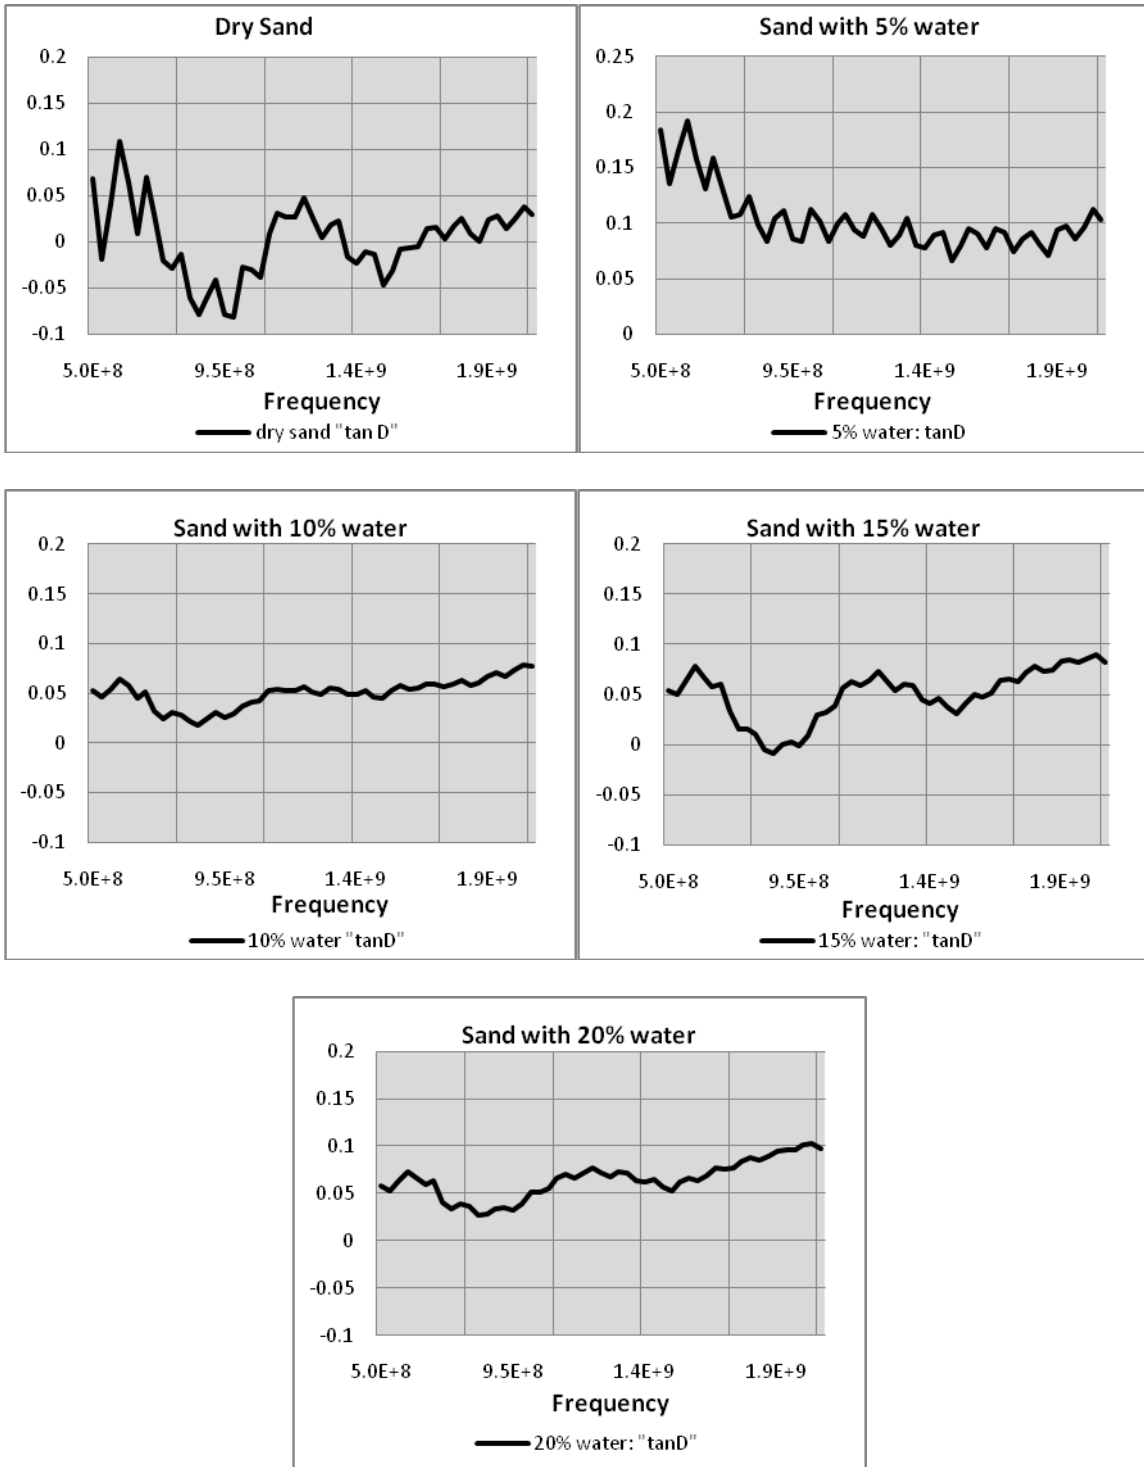 Dry Sand
0.2
0.15
0.1
0.05
0
-0.05
-0.1
5.0E+8 9.5E+8 1.4E+9 1.9E+9
Frequency
dry sand "tan D"
Sand with 5% water
0.25
0.2
0.15
0.1
0.05
0
5.0E+8 9.5E+8 1.4E+9 1.9E+9
Frequency
5% water: tanD
Sand with 10% water
0.2
0.15
0.1
0.05
0
-0.05
-0.1
5.0E+8 9.5E+8 1.4E+9 1.9E+9
Frequency
10% water "tanD"
Sand with 15% water
0.2
0.15
0.1
0.05
0
-0.05
-0.1
5.0E+8 9.5E+8 1.4E+9 1.9E+9
Frequency
15% water: "tanD"
Sand with 20% water
0.2
0.15
0.1
0.05
0
-0.05
-0.1
5.0E+8 9.5E+8 1.4E+9 1.9E+9
Frequency
20% water: "tanD"